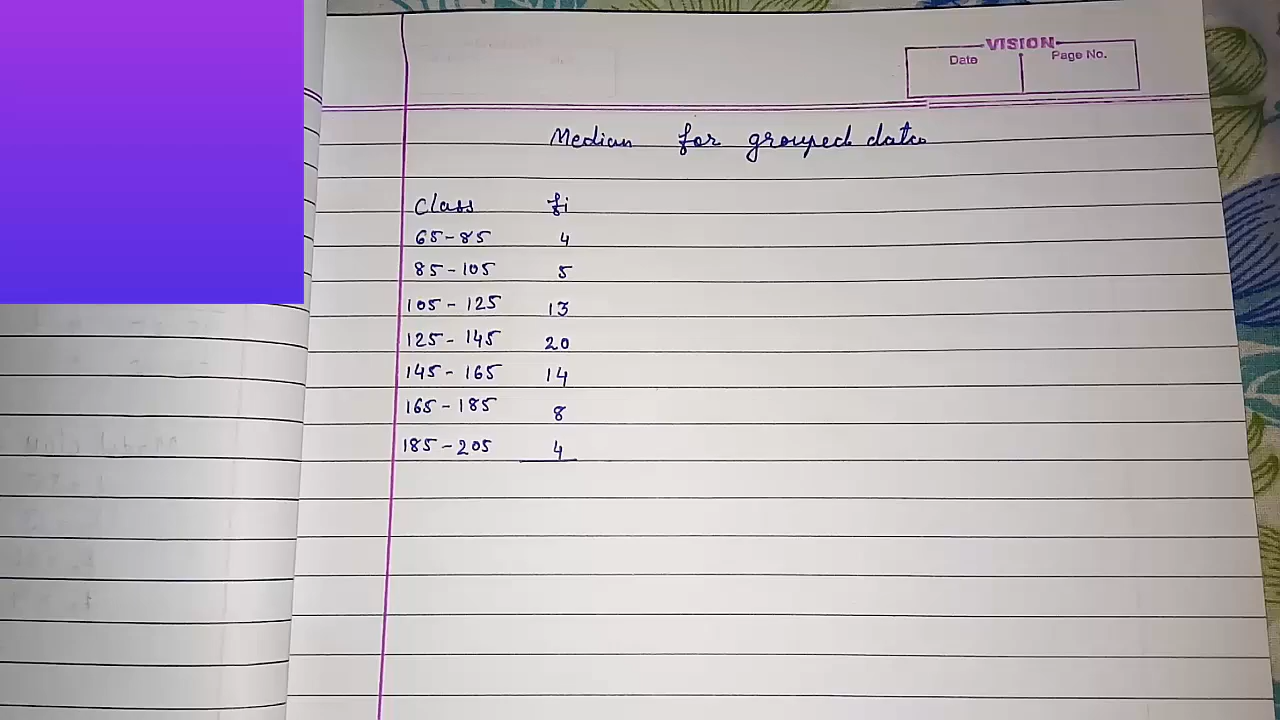 VISION
Date Page No.
Median for grouped data
Class fi
65-85 4
85-105 5
105-125 13
125-145 20
145-165 14
165-185 8
185-205 4